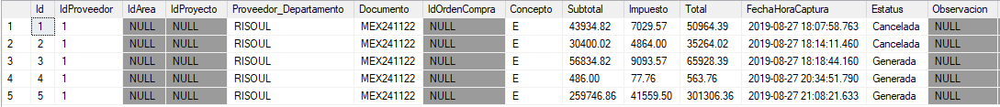 Id IdProveedor IdArea IdProyecto Proveedor_Departamento Documento IdOrdenCompra Concepto Subtotal Impuesto Total FechaHoraCaptura Estatus Observacion
1 1 1 NULL NULL RISOUL MEX241122 NULL E 43934.82 7029.57 50964.39 2019-08-27 18:07:58.763 Cancelada NULL
2 2 1 NULL NULL RISOUL MEX241122 NULL E 30400.02 4864.00 35264.02 2019-08-27 18:14:11.460 Cancelada NULL
3 3 1 NULL NULL RISOUL MEX241122 NULL E 56834.82 9093.57 65928.39 2019-08-27 18:18:44.160 Generada NULL
4 4 1 NULL NULL RISOUL MEX241122 NULL E 486.00 77.76 563.76 2019-08-27 20:34:51.790 Generada NULL
5 5 1 NULL NULL RISOUL MEX241122 NULL E 259746.86 41559.50 301306.36 2019-08-27 21:08:21.633 Generada NULL